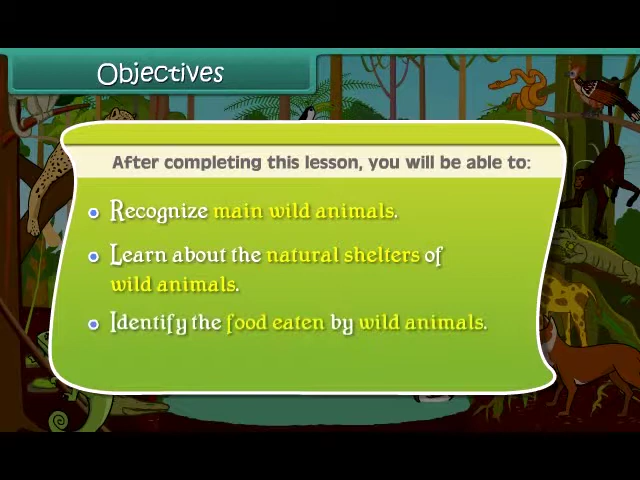 Objectives
After completing this lesson, you will be able to:
Recognize main wild animals.
Learn about the natural shelters of
wild animals.
Identify the food eaten by wild animals.